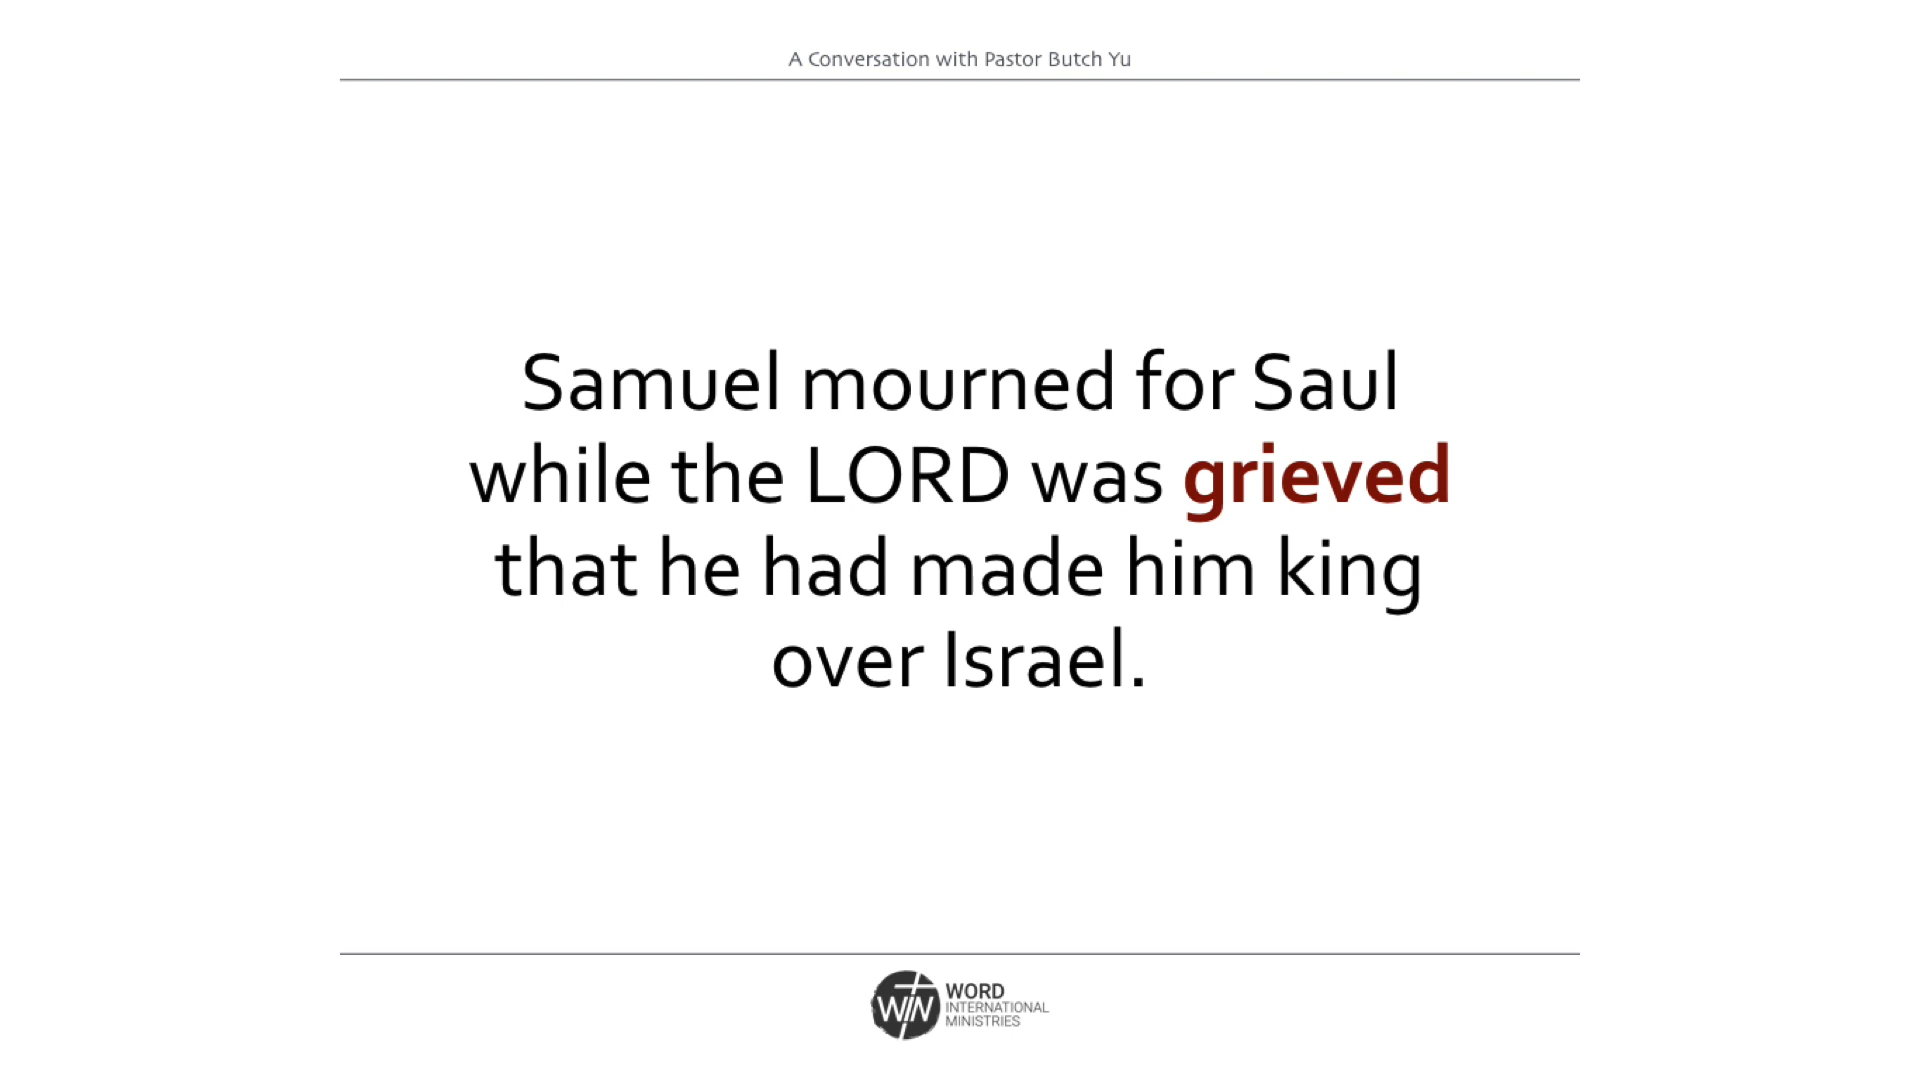 A Conversation with Pastor Butch Yu
Samuel mourned for Saul
while the LORD was grieved
that he had made him king
over Israel.
WIN
WORD
INTERNATIONAL
MINISTRIES